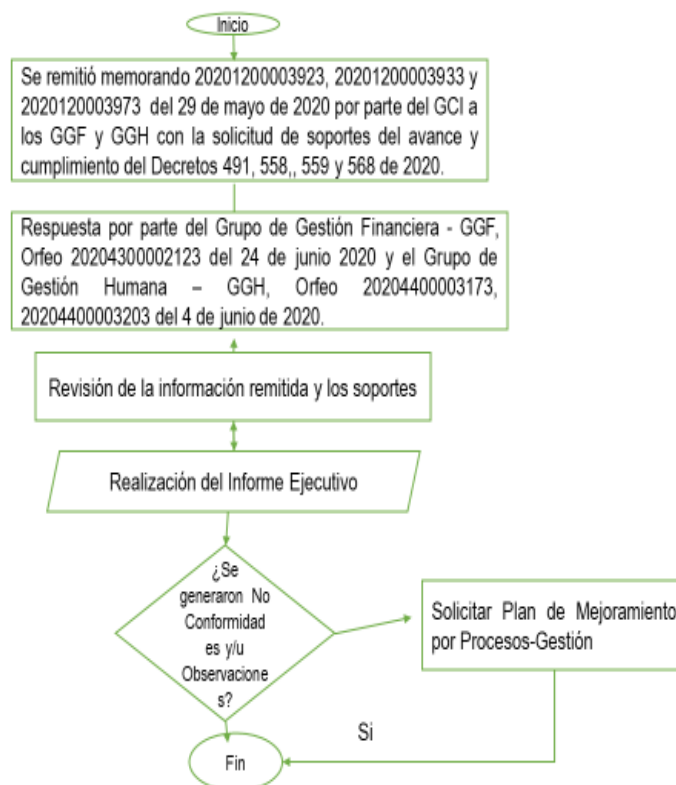 Inicio
Se remitió memorando 20201200003923, 20201200003933 y
2020120003973 del 29 de mayo de 2020 por parte del GCI a
los GGF y GGH con la solicitud de soportes del avance y
cumplimiento del Decretos 491, 558,, 559 y 568 de 2020.
Respuesta por parte del Grupo de Gestión Financiera - GGF,
Orfeo 20204300002123 del 24 de junio 2020 y el Grupo de
Gestión Humana – GGH, Orfeo 20204400003173,
20204400003203 del 4 de junio de 2020.
Revisión de la información remitida y los soportes
Realización del Informe Ejecutivo
¿Se
generaron No
Conformidad
es y/u
Observacione
s?
Solicitar Plan de Mejoramiento
por Procesos-Gestión
Si
Fin